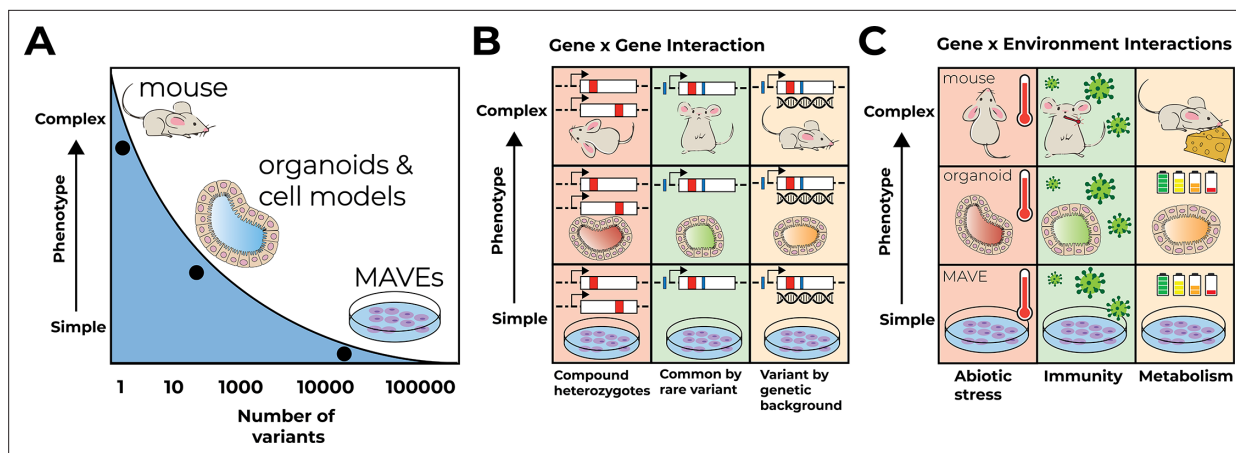 A
mouse
Complex
organoids &
cell models
Phenotype
MAVEs
Simple
1 10 1000 10000 100000
Number of
variants
B
Gene x Gene Interaction
Complex
Phenotype
Simple
Compound
heterozygotes
Common by
rare variant
Variant by
genetic
background
C
Gene x Environment Interactions
mouse
Complex
organoid
Phenotype
MAVE
Simple
Abiotic
stress
Immunity
Metabolism